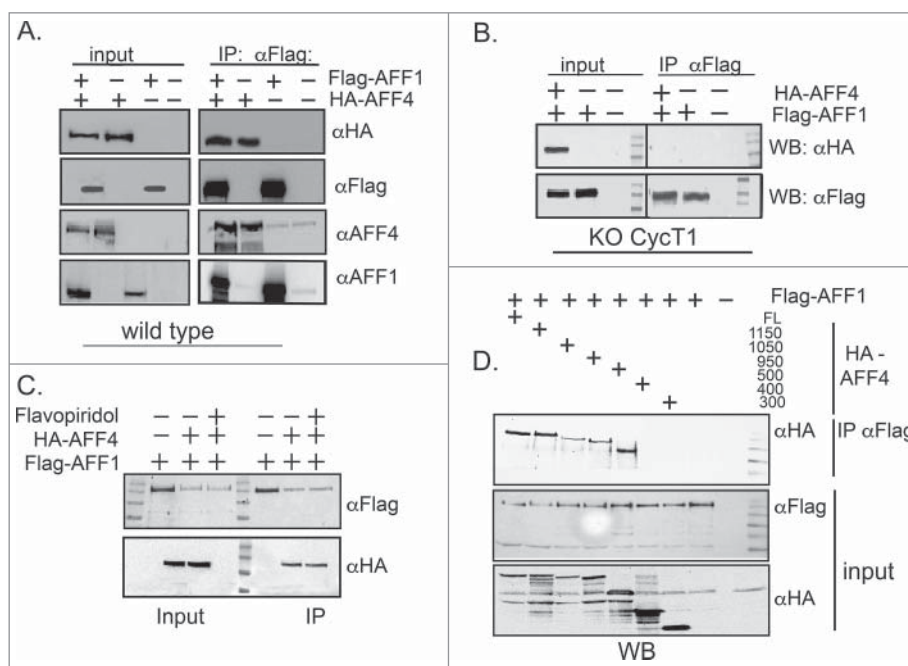 A.
input IP: αFlag:
+ − + − + − + − Flag-AFF1
+ + − − + + − − HA-AFF4
αHA
αFlag
αAFF4
αAFF1
wild type
B.
input IP αFlag
+ − − + − − HA-AFF4
+ + − + + − Flag-AFF1
WB: αHA
WB: αFlag
KO CycT1
C.
Flavopiridol − − + − − +
HA-AFF4 − + + − + +
Flag-AFF1 + + + + + +
αFlag
αHA
Input IP
D.
+ + + + + + + + − Flag-AFF1
+ FL
+ 1150
+ 1050
+ 950
+ 500
+ 400
+ 300
HA -
AFF4
αHA IP αFlag
αFlag
input
αHA
WB